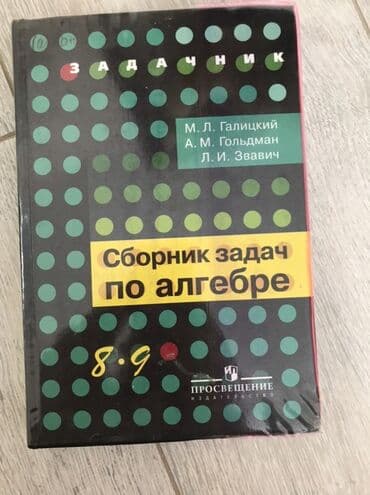 ЗАДАЧНИК
М. Л. Галицкий
А. М. Гольдман
Л. И. Звавич
Сборник задач
по алгебре
8•9
ПРОСВЕЩЕНИЕ
ИЗДАТЕЛЬСТВО